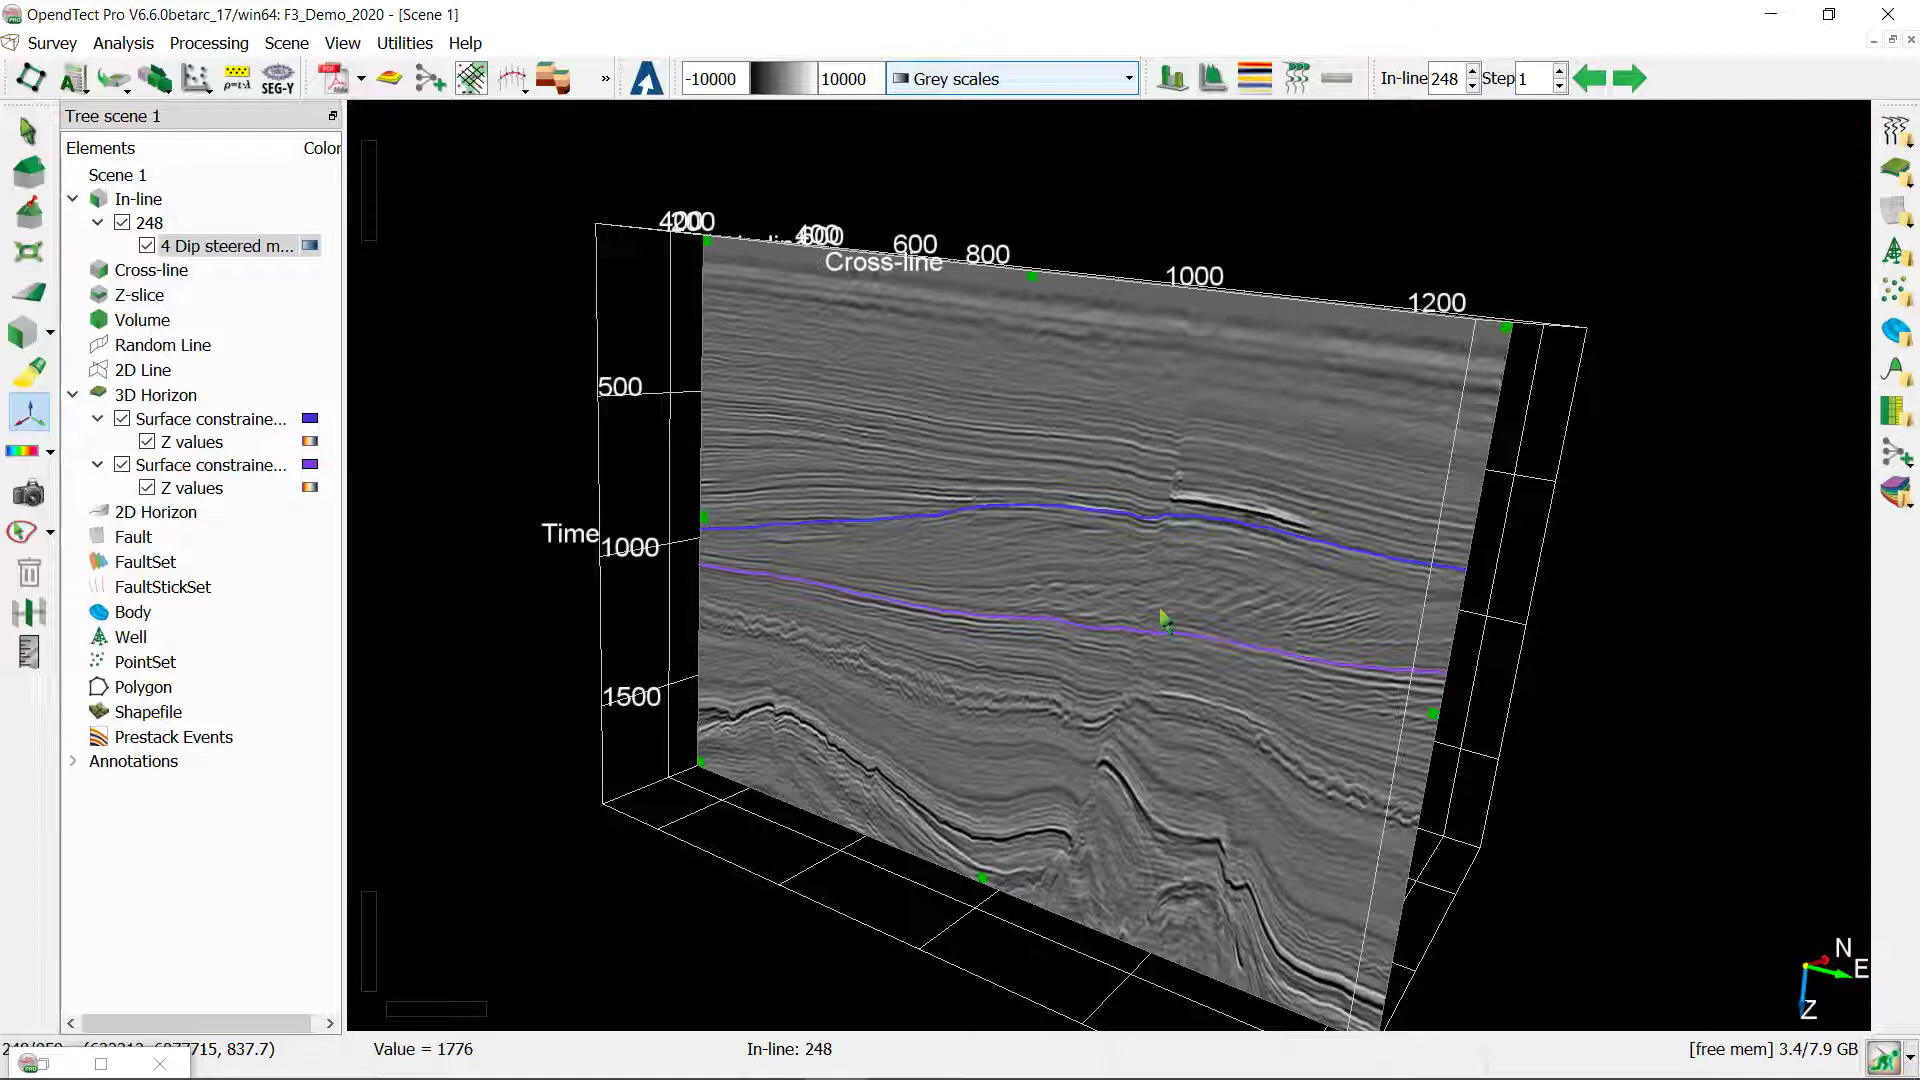 OpendTect Pro V6.6.0betarc_17/win64: F3_Demo_2020 - [Scene 1]
Survey Analysis Processing Scene View Utilities Help
SEG-Y -10000 10000 Grey scales In-line 248 Step 1
Tree scene 1
Elements Color
Scene 1
In-line
248
4 Dip steered m...
Cross-line
Z-slice
Volume
Random Line
2D Line
3D Horizon
Surface constraine...
Z values
Surface constraine...
Z values
2D Horizon
Fault
FaultSet
FaultStickSet
Body
Well
PointSet
Polygon
Shapefile
Prestack Events
Annotations
600 800
Cross-line
1000
1200
500
Time
1000
1500
N
E
Z
715, 837.7) Value = 1776 In-line: 248 [free mem] 3.4/7.9 GB